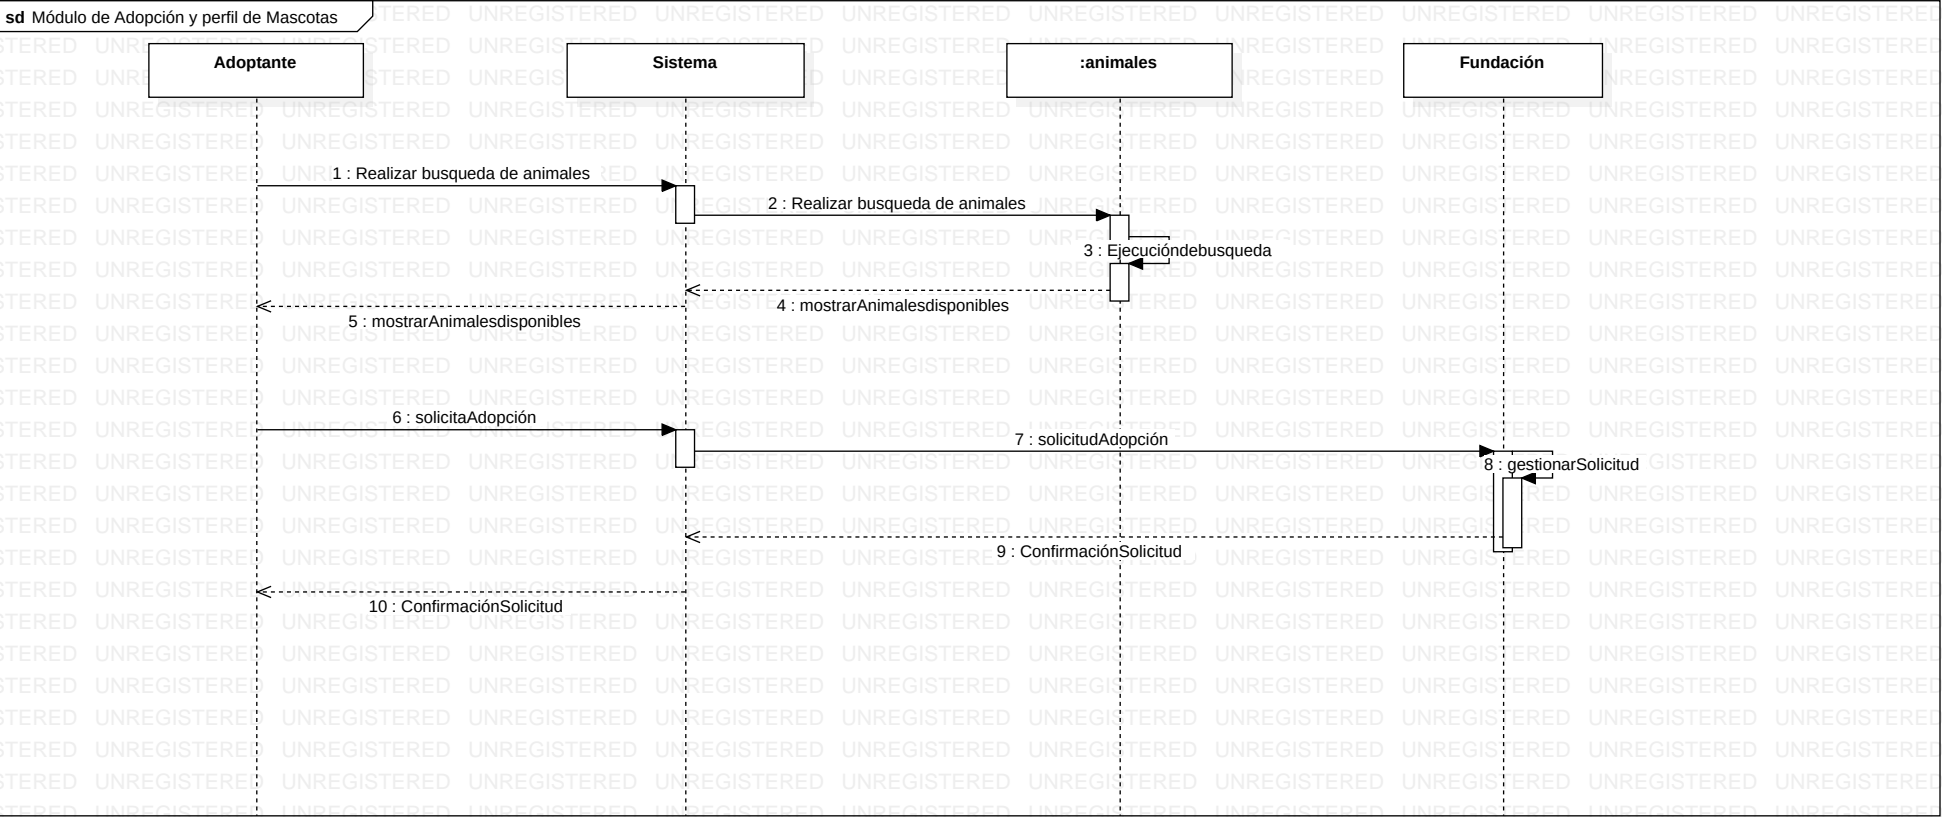 sd Módulo de Adopción y perfil de Mascotas
Adoptante
Sistema
:animales
Fundación
1 : Realizar busqueda de animales
2 : Realizar busqueda de animales
3 : Ejecucióndebusqueda
4 : mostrarAnimalesdisponibles
5 : mostrarAnimalesdisponibles
6 : solicitaAdopción
7 : solicitudAdopción
8 : gestionarSolicitud
9 : ConfirmaciónSolicitud
10 : ConfirmaciónSolicitud
UNREGISTERED